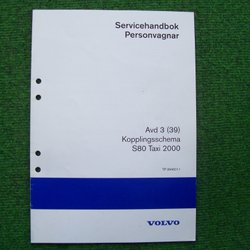 Servicehandbok
Personvagnar
Avd 3 (39)
Kopplingsschema
S80 Taxi 2000
VOLVO